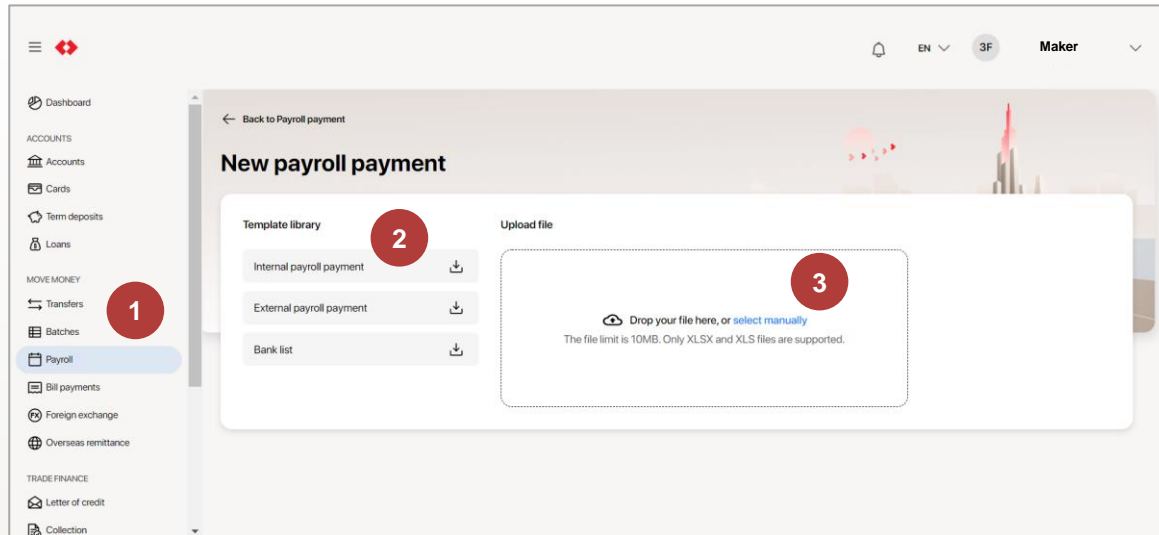 EN
3F
Maker
Dashboard
ACCOUNTS
Accounts
Cards
Term deposits
Loans
MOVE MONEY
Transfers
1
Batches
Payroll
Bill payments
FX
Foreign exchange
Overseas remittance
TRADE FINANCE
Letter of credit
Collection
Back to Payroll payment
New payroll payment
Template library
2
Internal payroll payment
External payroll payment
Bank list
Upload file
3
Drop your file here, or select manually
The file limit is 10MB. Only XLSX and XLS files are supported.